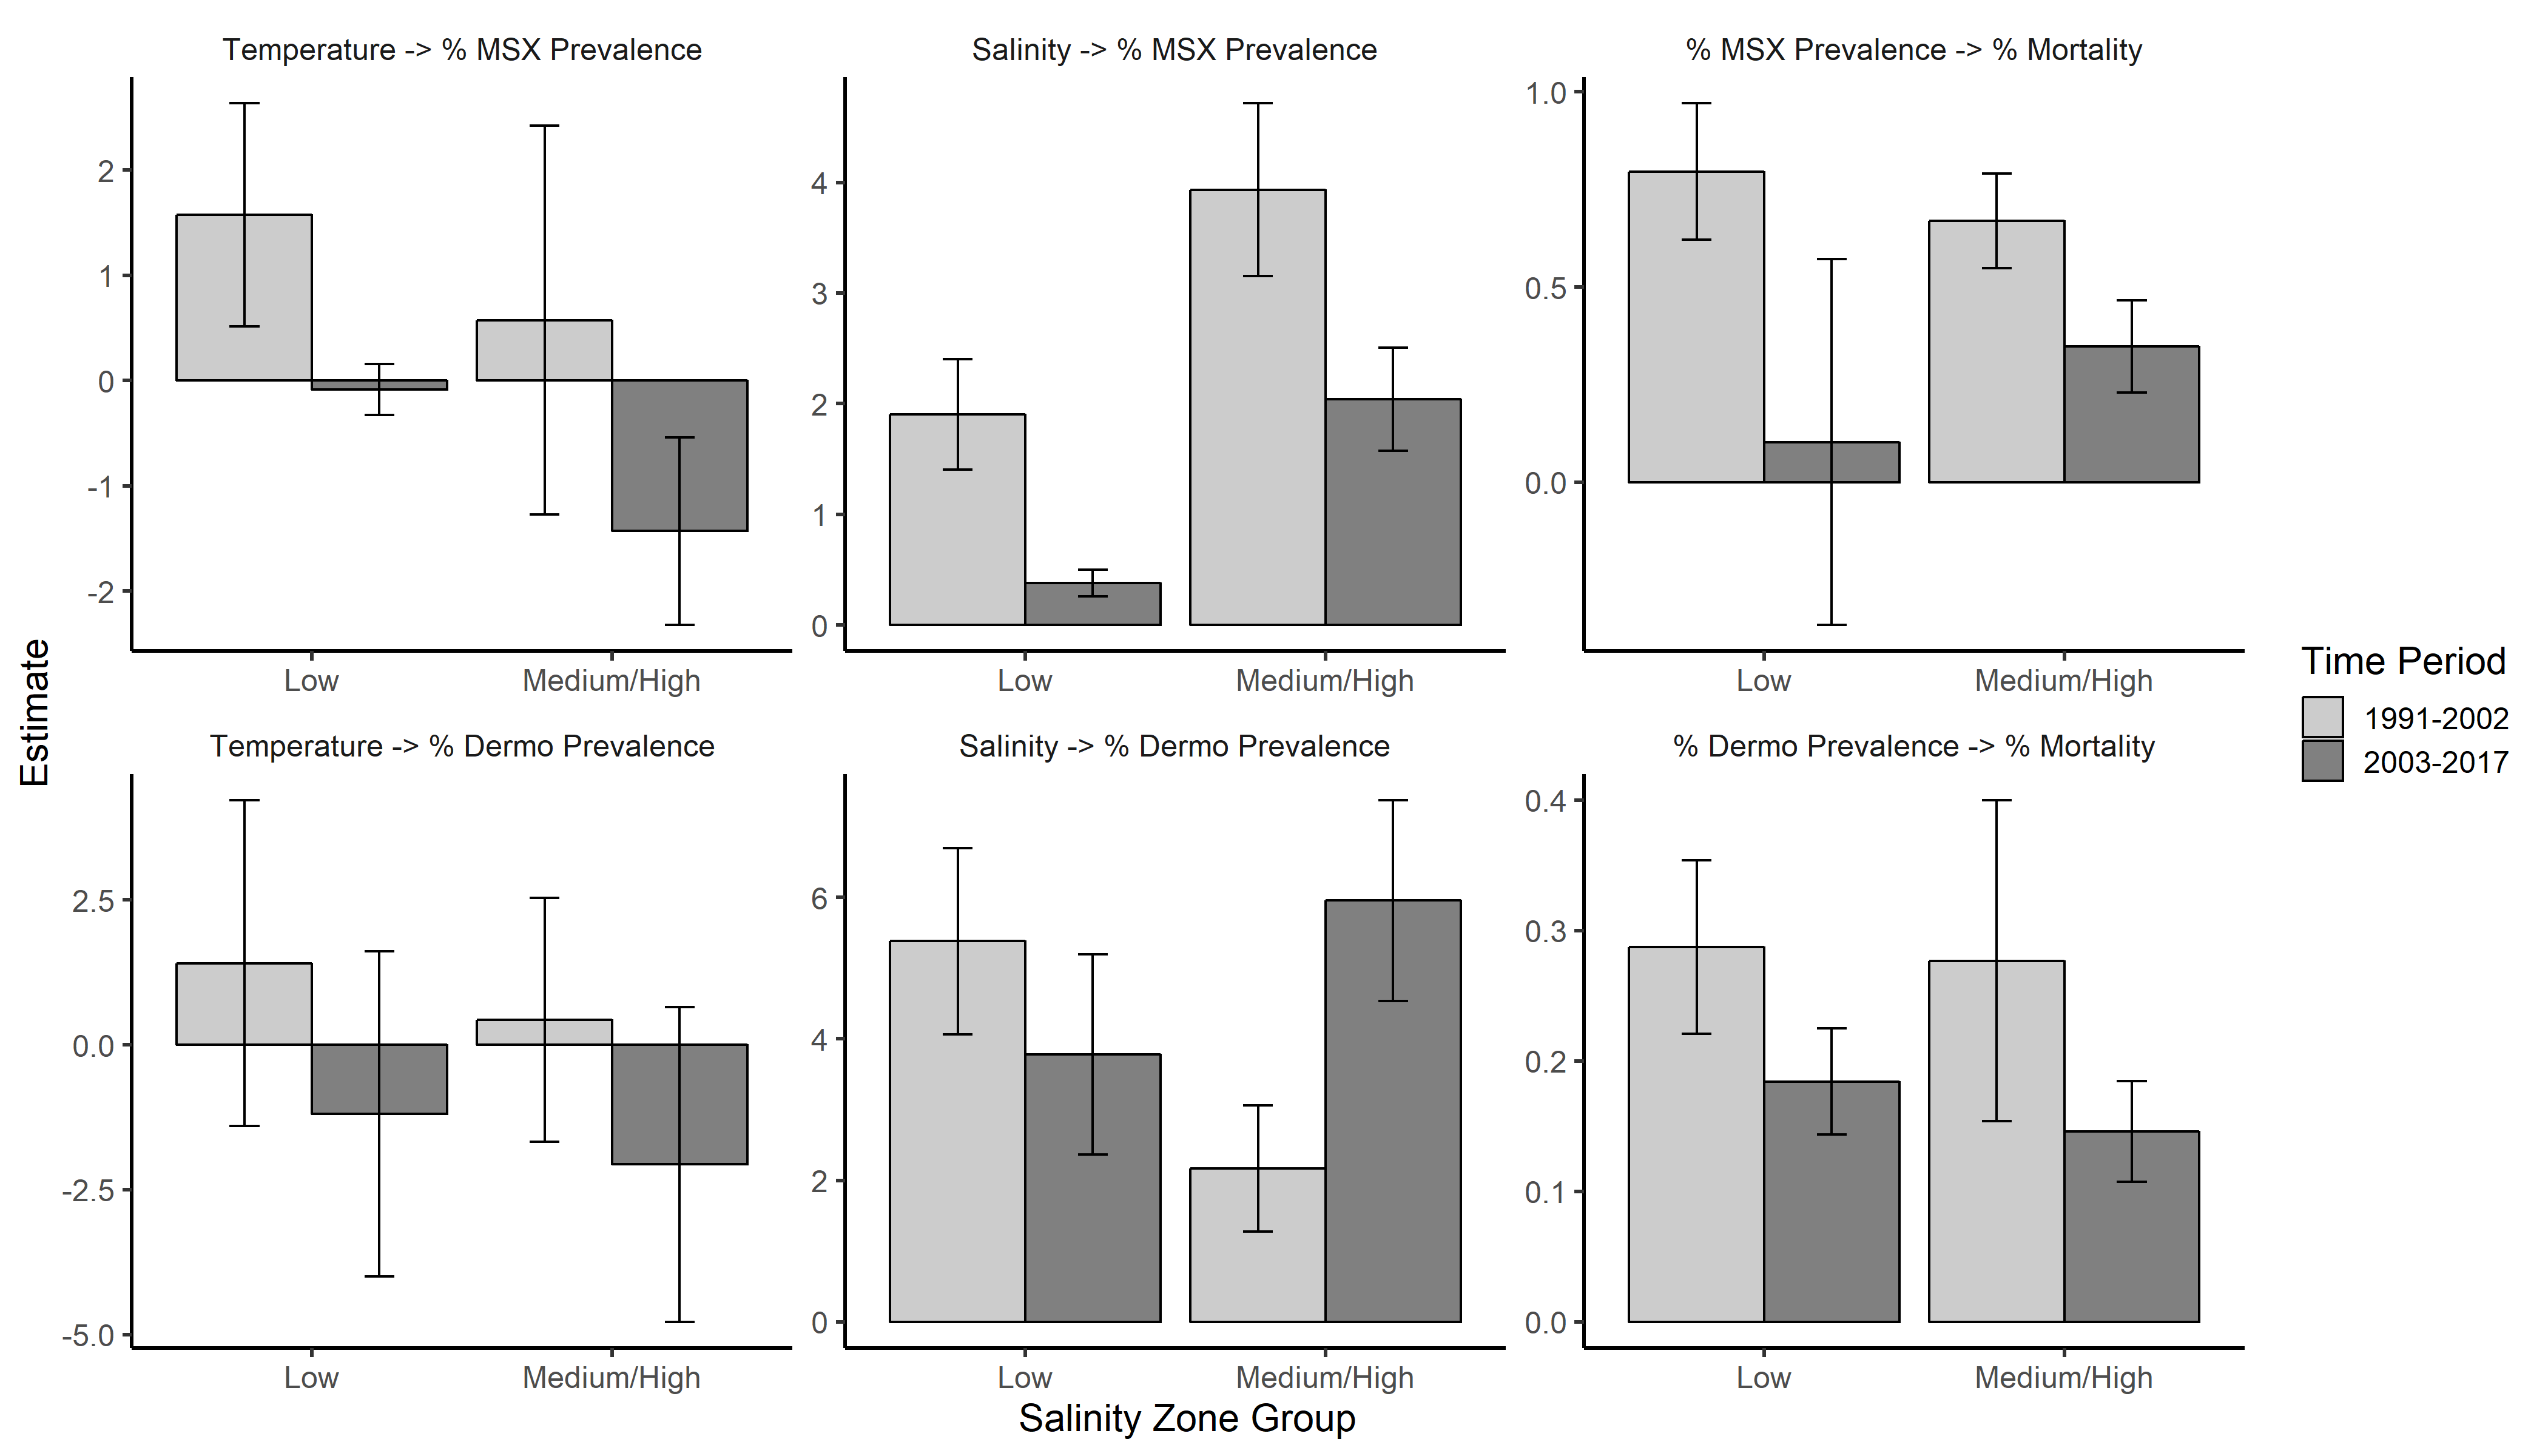 Temperature -> % MSX Prevalence
2
1
0
-1
-2
Low Medium/High
Salinity -> % MSX Prevalence
4
3
2
1
0
Low Medium/High
% MSX Prevalence -> % Mortality
1.0
0.5
0.0
Low Medium/High
Temperature -> % Dermo Prevalence
2.5
0.0
-2.5
-5.0
Low Medium/High
Salinity -> % Dermo Prevalence
6
4
2
0
Low Medium/High
% Dermo Prevalence -> % Mortality
0.4
0.3
0.2
0.1
0.0
Low Medium/High
Estimate
Salinity Zone Group
Time Period
1991-2002
2003-2017